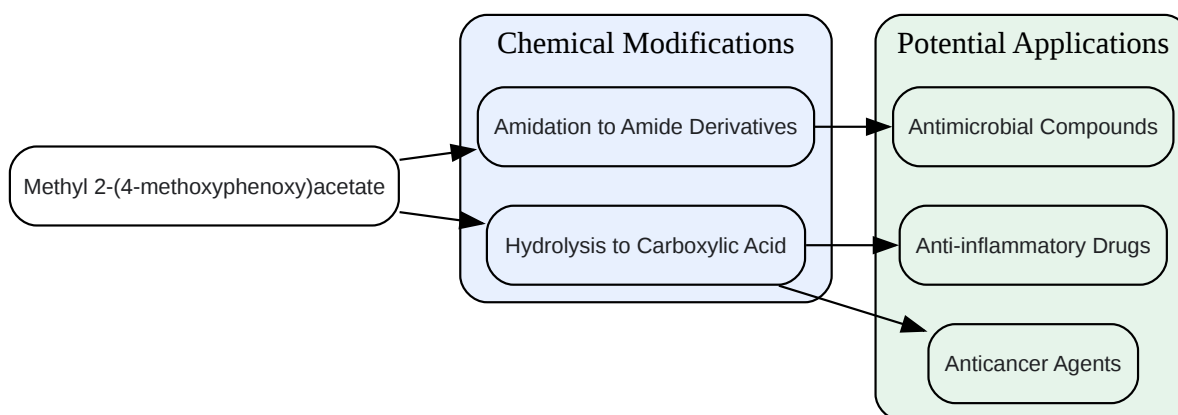 Chemical Modifications
Potential Applications
Amidation to Amide Derivatives
Antimicrobial Compounds
Methyl 2-(4-methoxyphenoxy)acetate
Hydrolysis to Carboxylic Acid
Anti-inflammatory Drugs
Anticancer Agents